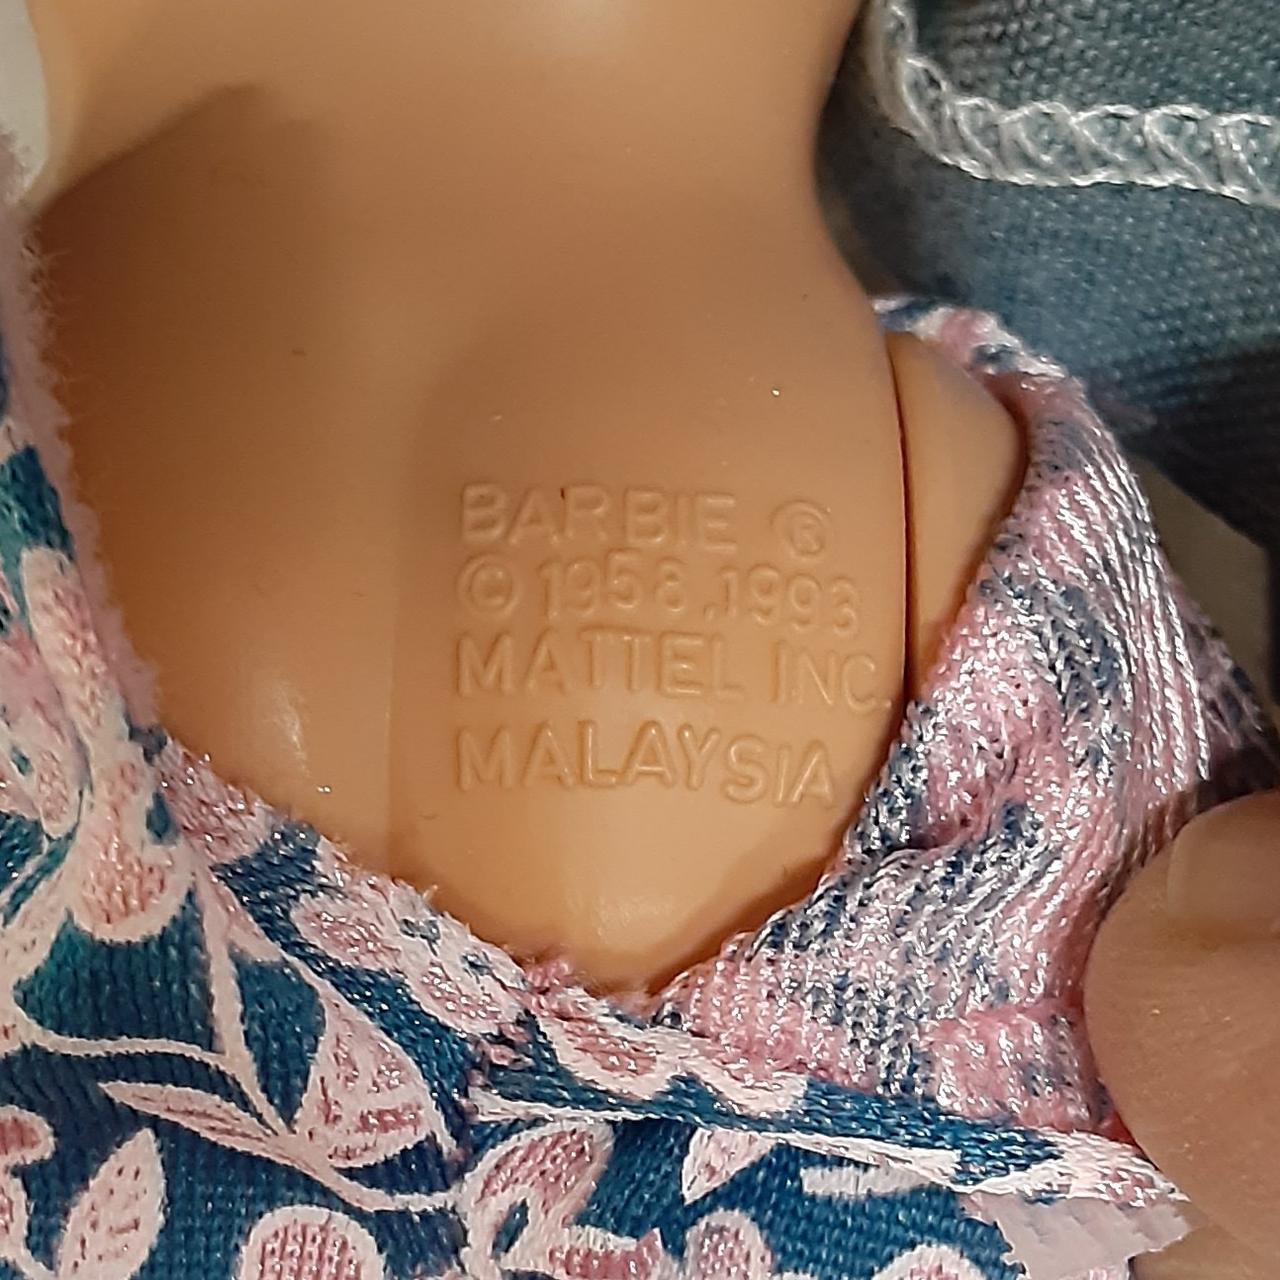 BARBIE ®
© 1958, 1993
MATTEL INC.
MALAYSIA